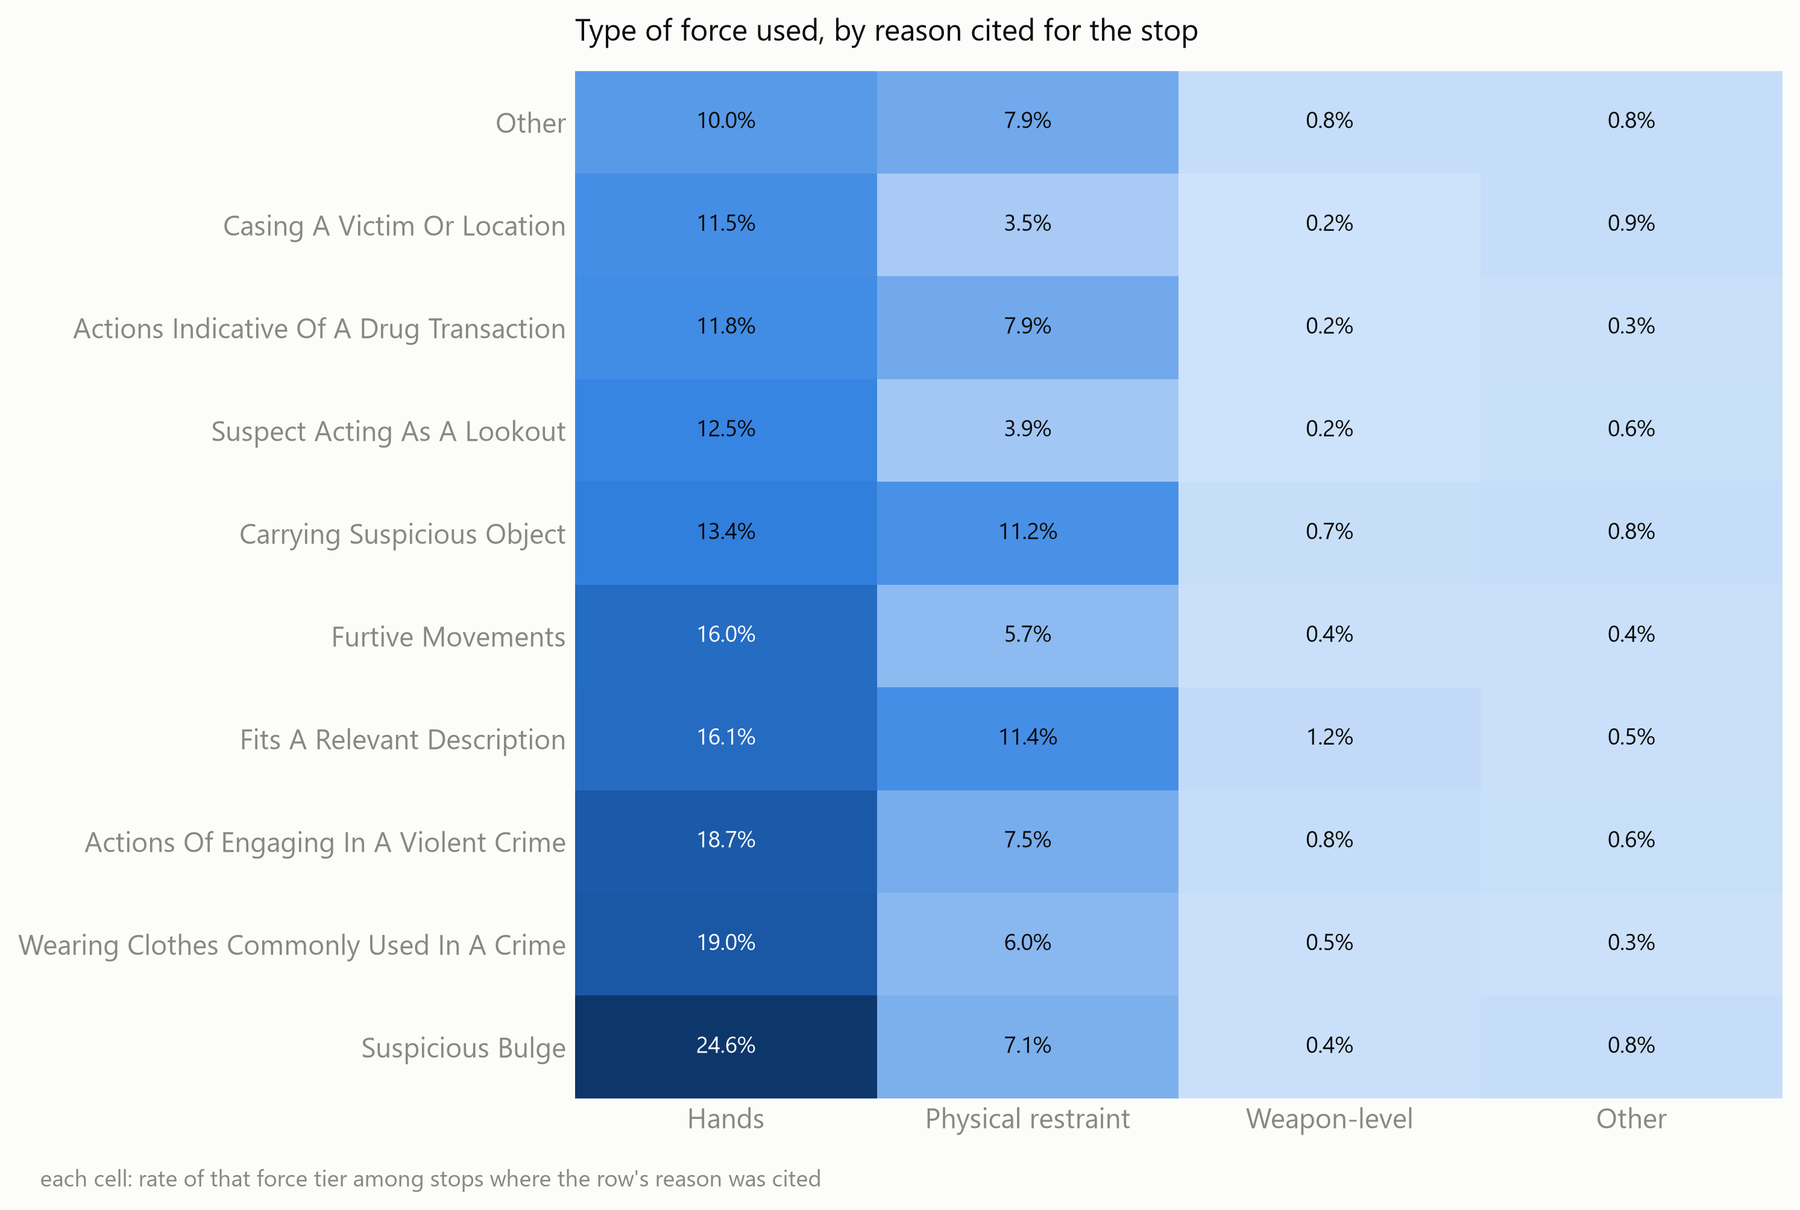 Type of force used, by reason cited for the stop
Other 10.0% 7.9% 0.8% 0.8%
Casing A Victim Or Location 11.5% 3.5% 0.2% 0.9%
Actions Indicative Of A Drug Transaction 11.8% 7.9% 0.2% 0.3%
Suspect Acting As A Lookout 12.5% 3.9% 0.2% 0.6%
Carrying Suspicious Object 13.4% 11.2% 0.7% 0.8%
Furtive Movements 16.0% 5.7% 0.4% 0.4%
Fits A Relevant Description 16.1% 11.4% 1.2% 0.5%
Actions Of Engaging In A Violent Crime 18.7% 7.5% 0.8% 0.6%
Wearing Clothes Commonly Used In A Crime 19.0% 6.0% 0.5% 0.3%
Suspicious Bulge 24.6% 7.1% 0.4% 0.8%
Hands Physical restraint Weapon-level Other
each cell: rate of that force tier among stops where the row's reason was cited